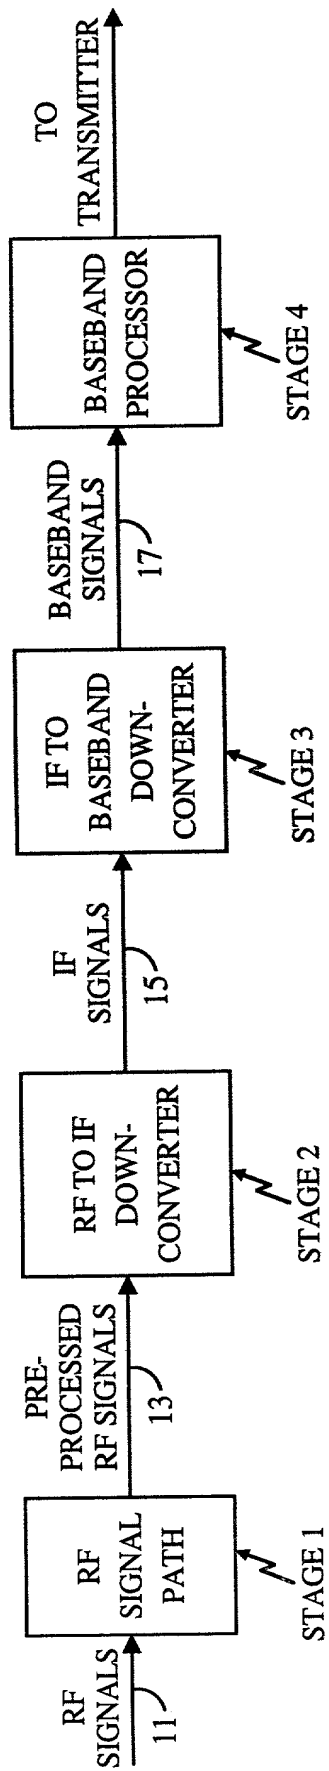 RF
SIGNALS
11
RF
SIGNAL
PATH
STAGE 1
PRE-
PROCESSED
RF SIGNALS
13
RF TO IF
DOWN-
CONVERTER
STAGE 2
IF
SIGNALS
15
IF TO
BASEBAND
DOWN-
CONVERTER
STAGE 3
BASEBAND
SIGNALS
17
BASEBAND
PROCESSOR
STAGE 4
TO
TRANSMITTER